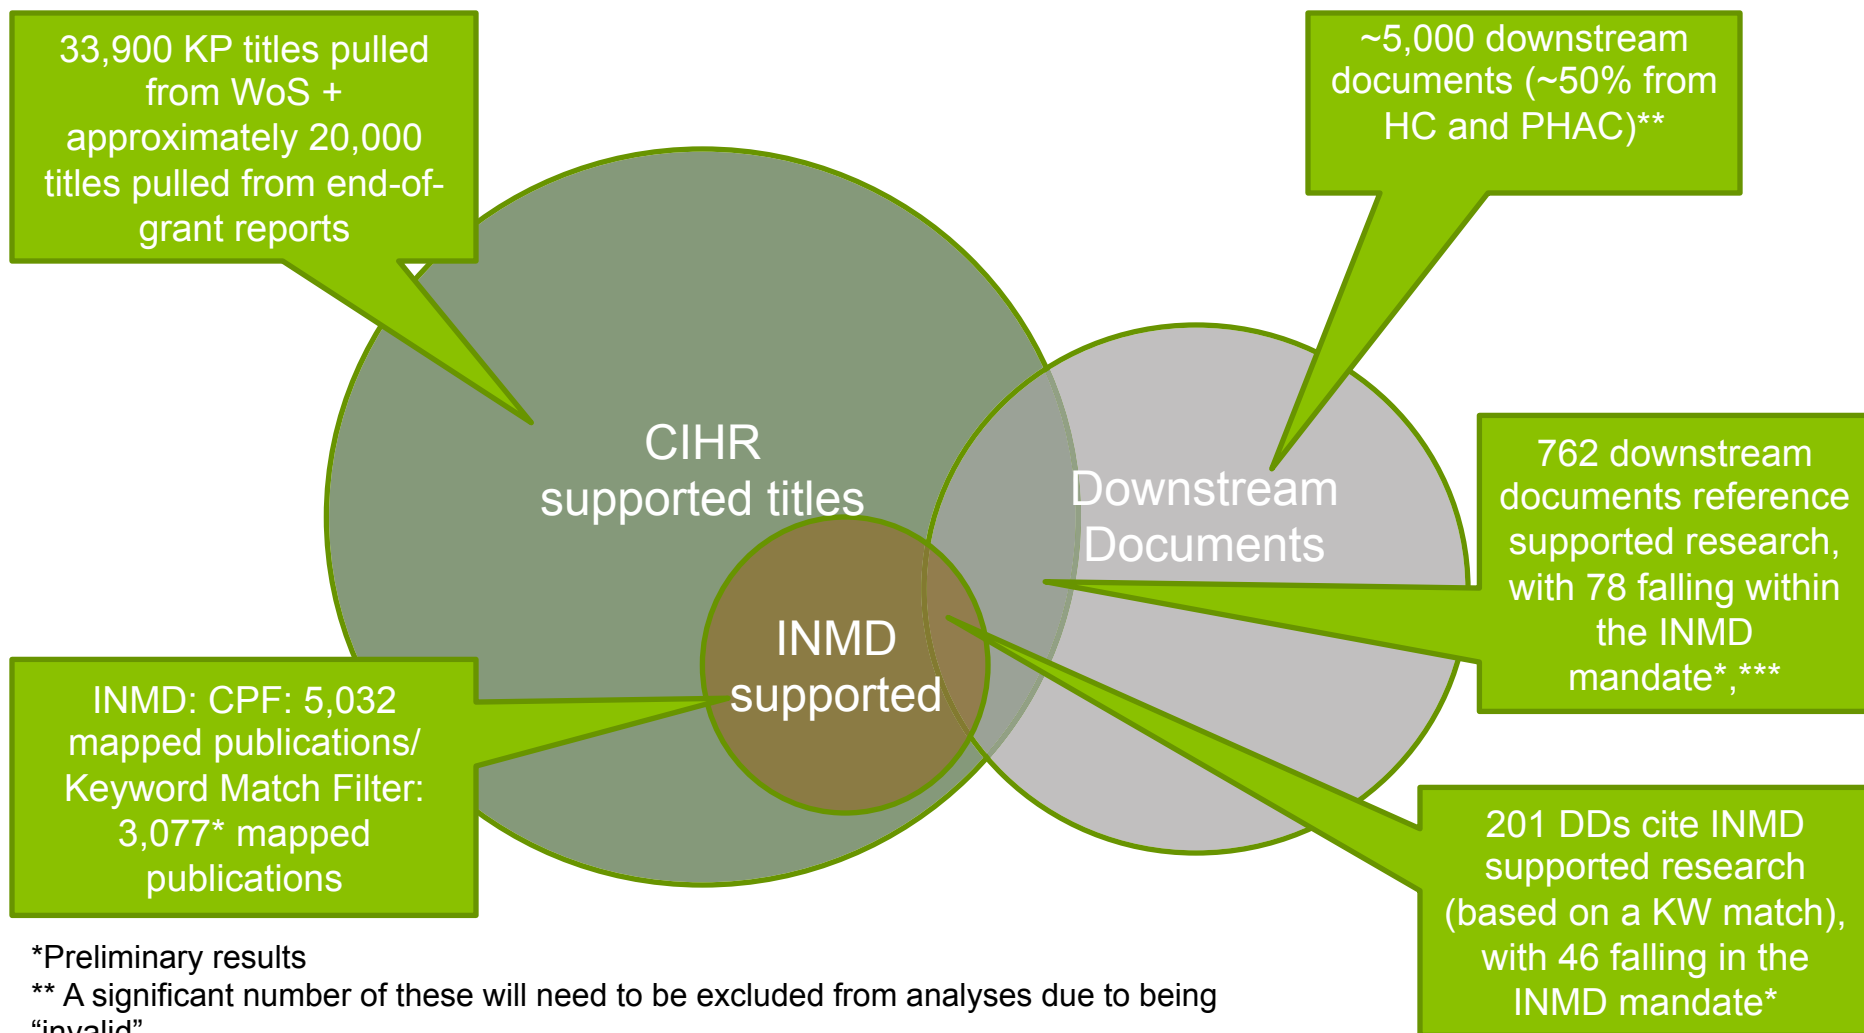 33,900 KP titles pulled
from WoS +
approximately 20,000
titles pulled from end-of-
grant reports
~5,000 downstream
documents (~50% from
HC and PHAC)**
CIHR
supported titles
Downstream
Documents
762 downstream
documents reference
supported research,
with 78 falling within
the INMD
mandate*,***
INMD
supported
INMD: CPF: 5,032
mapped publications/
Keyword Match Filter:
3,077* mapped
publications
201 DDs cite INMD
supported research
(based on a KW match),
with 46 falling in the
INMD mandate*
*Preliminary results
** A significant number of these will need to be excluded from analyses due to being
“invalid”